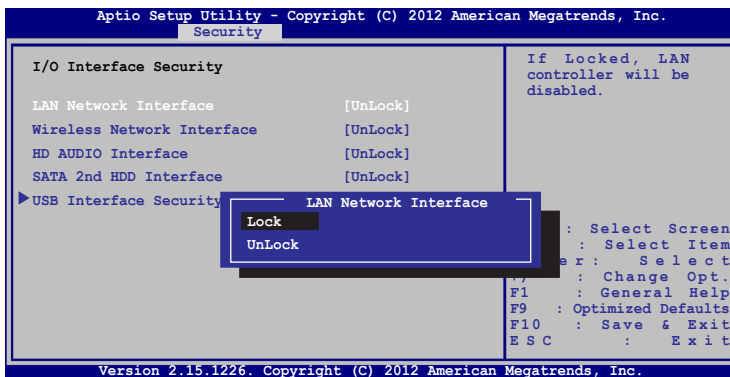 Aptio Setup Utility - Copyright (C) 2012 American Megatrends, Inc.
Security
I/O Interface Security
LAN Network Interface [UnLock]
Wireless Network Interface [UnLock]
HD AUDIO Interface [UnLock]
SATA 2nd HDD Interface [UnLock]
USB Interface Security
LAN Network Interface
Lock
UnLock
If Locked, LAN
controller will be
disabled.
: Select Screen
: Select Item
er: Select
: Change Opt.
F1 : General Help
F9 : Optimized Defaults
F10 : Save & Exit
ESC : Exit
Version 2.15.1226. Copyright (C) 2012 American Megatrends, Inc.